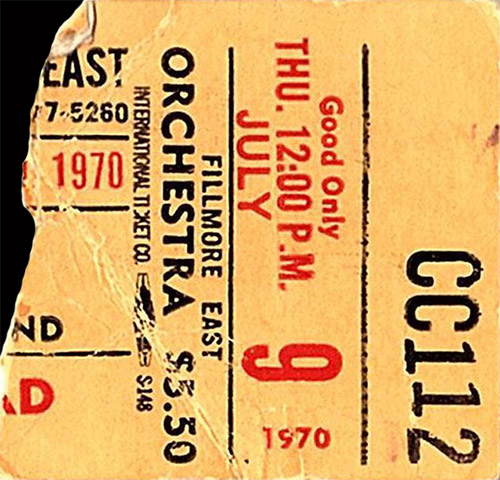 EAST
7-5260
1970
ND
AD
INTERNATIONAL TICKET CO. S-148
ORCHESTRA $5.50
FILLMORE EAST
JULY
THU. 12:00 P.M.
Good Only
9
1970
CC112